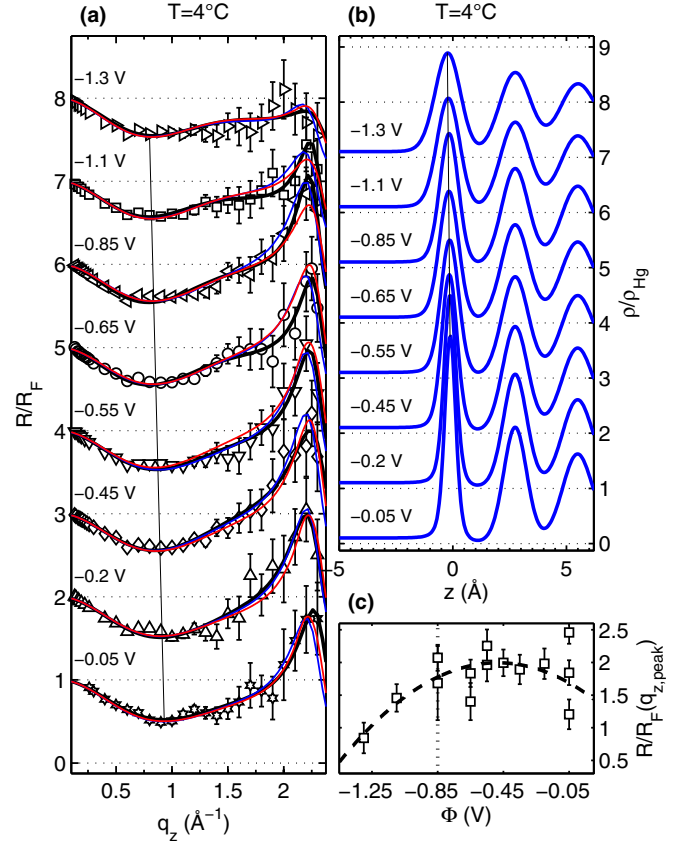 (a) T=4°C
8
7
6
5
4
3
2
1
0
R/R_F
−1.3 V
−1.1 V
−0.85 V
−0.65 V
−0.55 V
−0.45 V
−0.2 V
−0.05 V
0.5 1 1.5 2
q_z (Å⁻¹)
(b) T=4°C
9
8
7
6
5
4
3
2
1
0
ρ/ρ_Hg
−1.3 V
−1.1 V
−0.85 V
−0.65 V
−0.55 V
−0.45 V
−0.2 V
−0.05 V
5 0 5
z (Å)
(c)
2.5
2.0
1.5
1.0
0.5
R/R_F(q_z,peak)
−1.25 −0.85 −0.45 −0.05
Φ (V)